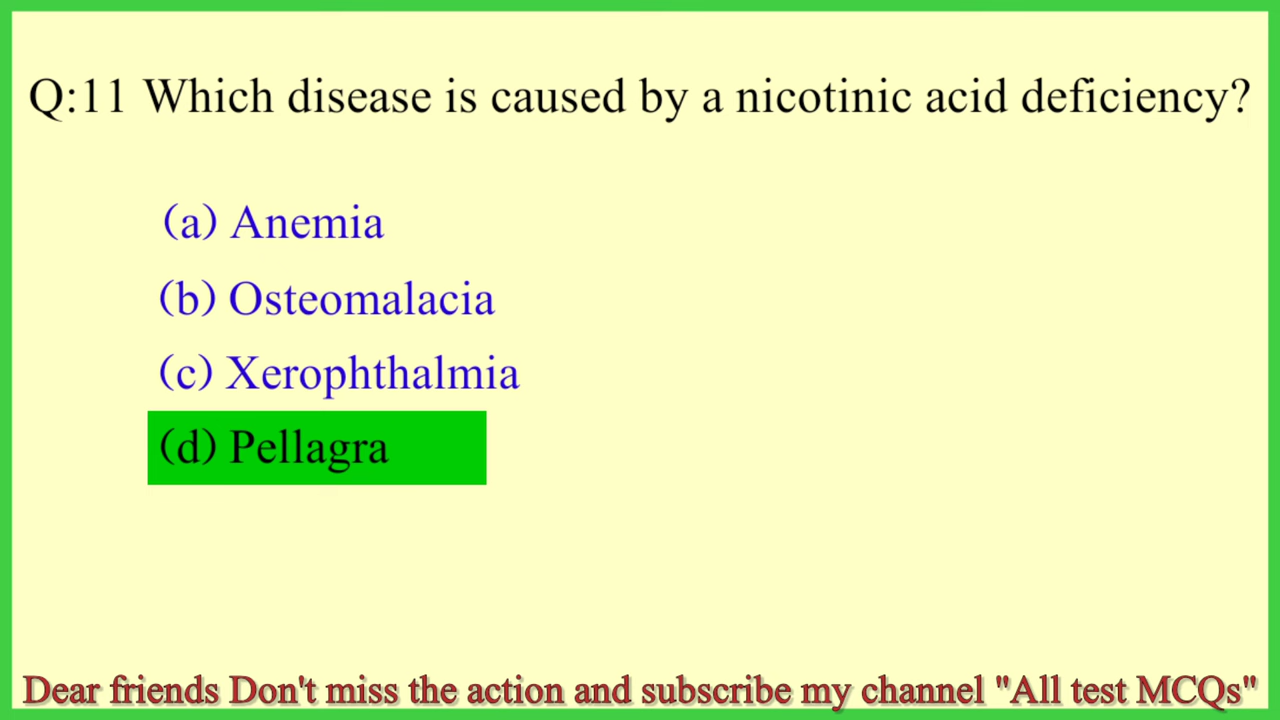 Q:11 Which disease is caused by a nicotinic acid deficiency?
(a) Anemia
(b) Osteomalacia
(c) Xerophthalmia
(d) Pellagra
Dear friends Don't miss the action and subscribe my channel "All test MCQs"